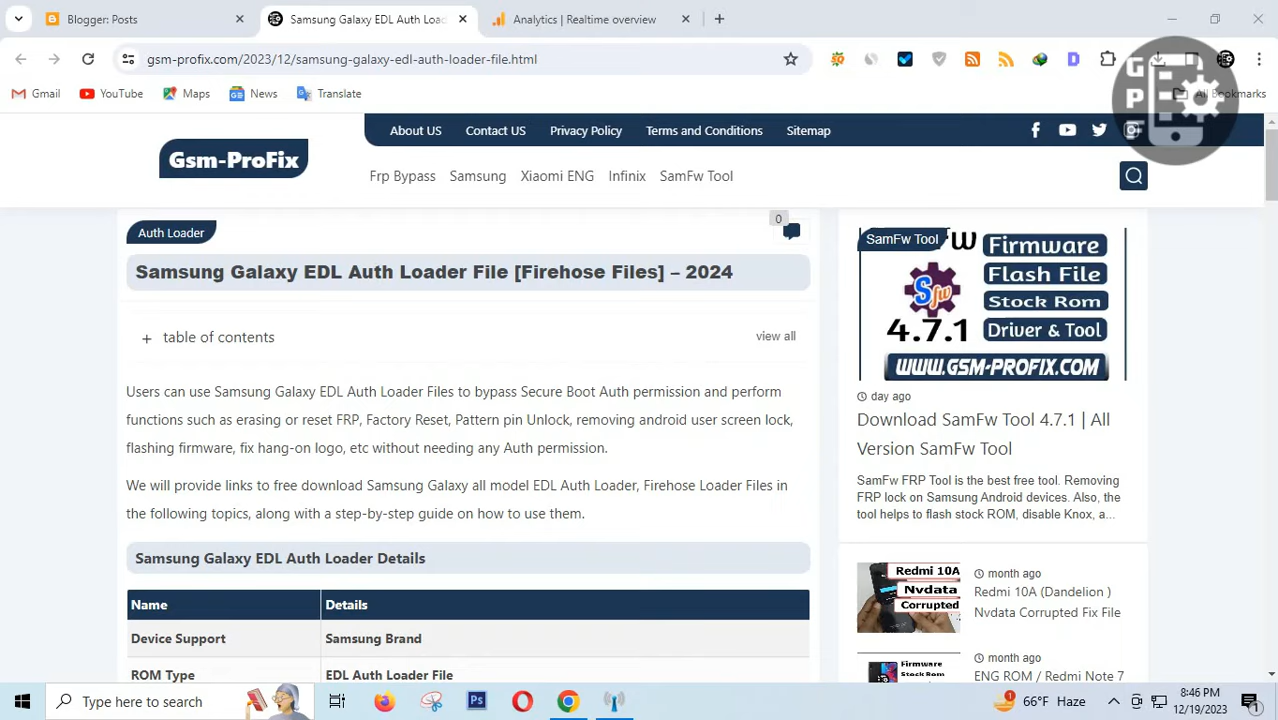 Blogger: Posts
Samsung Galaxy EDL Auth Loa
Analytics | Realtime overview
gsm-profix.com/2023/12/samsung-galaxy-edl-auth-loader-file.html
Gmail
YouTube
Maps
News
Translate
All Bookmarks
G
P
About US
Contact US
Privacy Policy
Terms and Conditions
Sitemap
Gsm-ProFix
Frp Bypass
Samsung
Xiaomi ENG
Infinix
SamFw Tool
Auth Loader
0
Samsung Galaxy EDL Auth Loader File [Firehose Files] – 2024
+ table of contents
view all
Users can use Samsung Galaxy EDL Auth Loader Files to bypass Secure Boot Auth permission and perform
functions such as erasing or reset FRP, Factory Reset, Pattern pin Unlock, removing android user screen lock,
flashing firmware, fix hang-on logo, etc without needing any Auth permission.
We will provide links to free download Samsung Galaxy all model EDL Auth Loader, Firehose Loader Files in
the following topics, along with a step-by-step guide on how to use them.
Samsung Galaxy EDL Auth Loader Details
Name Details
Device Support Samsung Brand
ROM Type EDL Auth Loader File
SamFw Tool
Firmware
Flash File
Stock Rom
Driver & Tool
Sfw
4.7.1
WWW.GSM-PROFIX.COM
day ago
Download SamFw Tool 4.7.1 | All
Version SamFw Tool
SamFw FRP Tool is the best free tool. Removing
FRP lock on Samsung Android devices. Also, the
tool helps to flash stock ROM, disable Knox, a...
Redmi 10A
Nvdata
Corrupted
month ago
Redmi 10A (Dandelion )
Nvdata Corrupted Fix File
Firmware
Stock Rom
month ago
ENG ROM / Redmi Note 7
Type here to search
Ps
1
66°F Haze
8:46 PM
12/19/2023
1